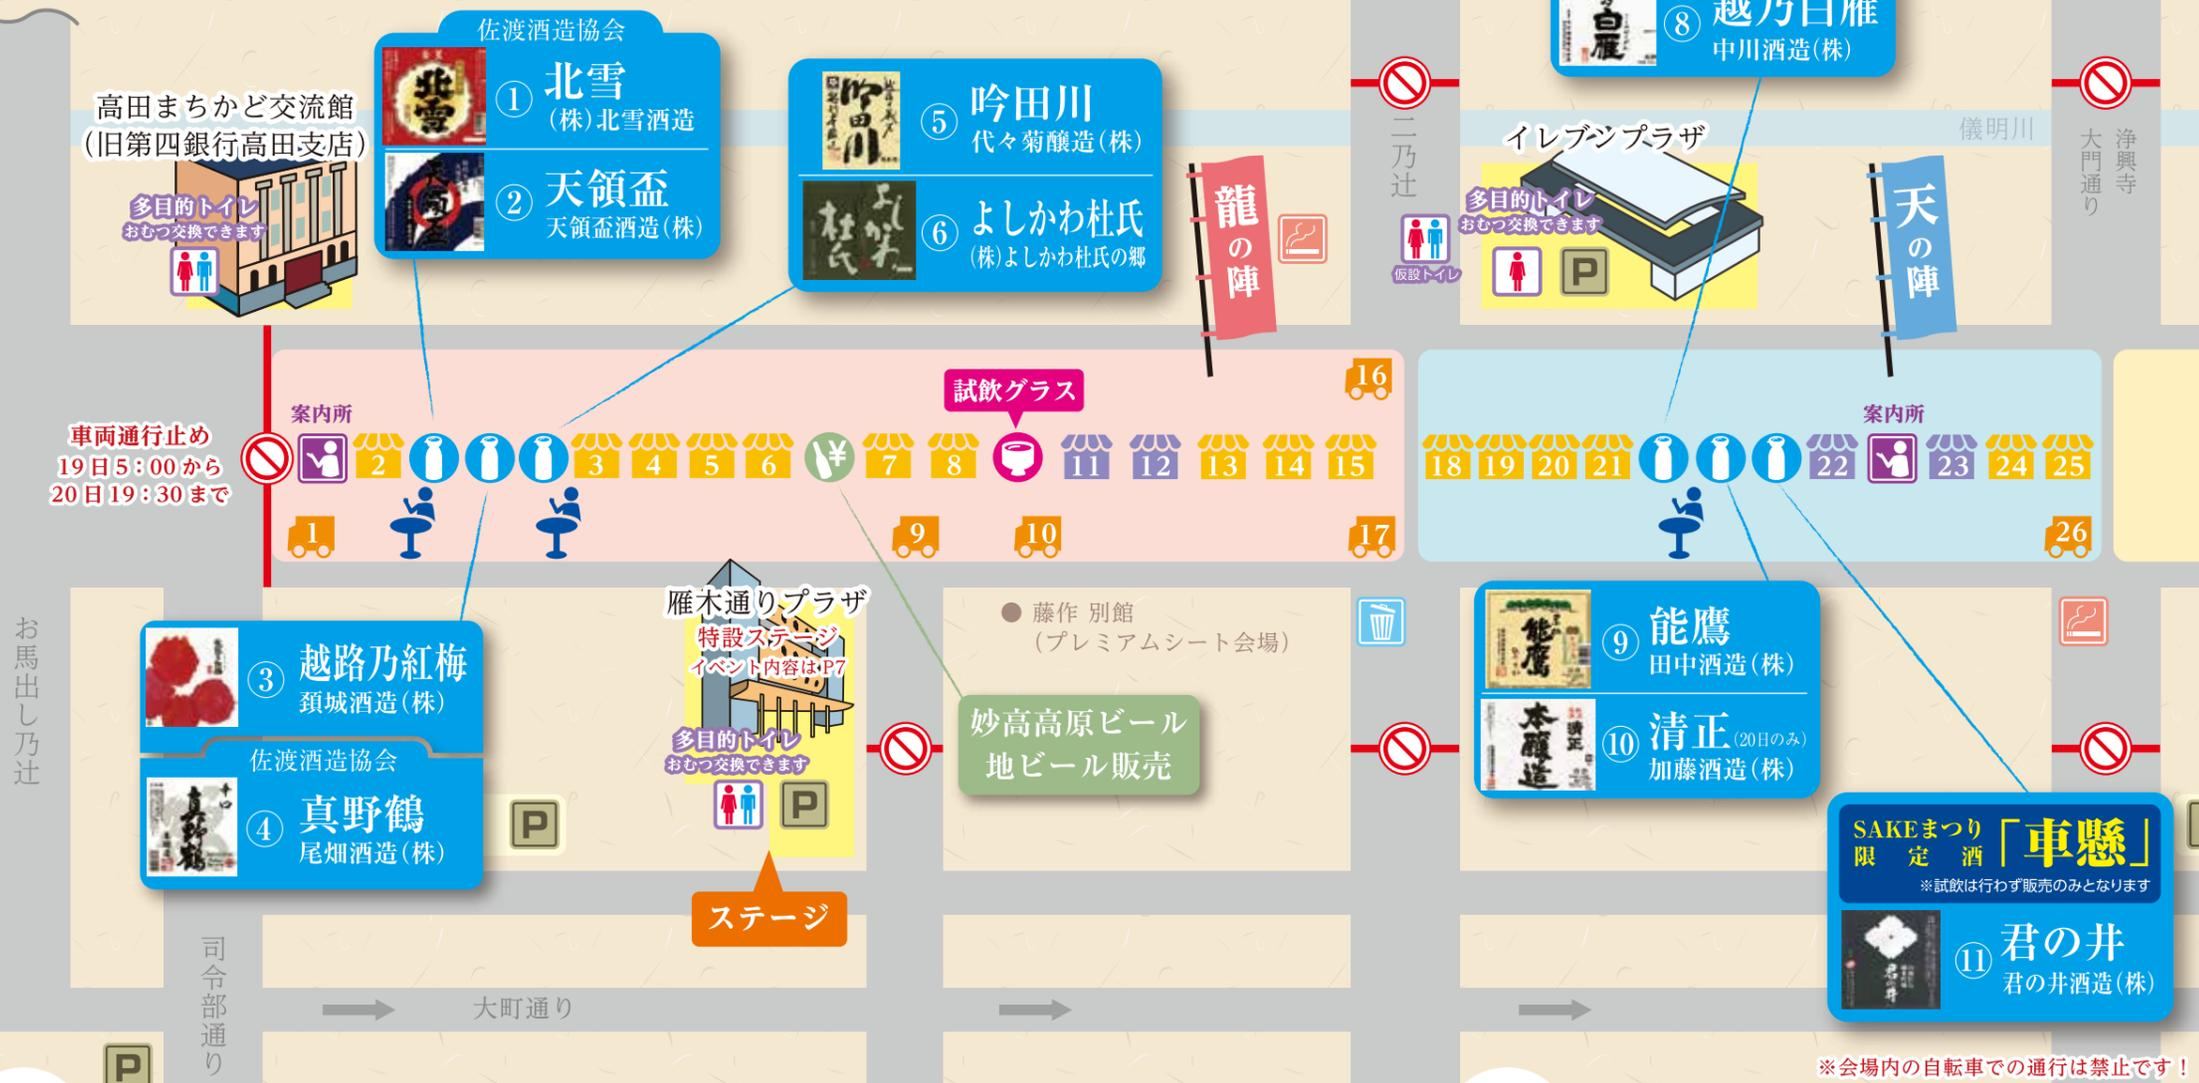 佐渡酒造協会
① 北雪
(株)北雪酒造
② 天領盃
天領盃酒造(株)
⑤ 吟田川
代々菊醸造(株)
⑥ よしかわ杜氏
(株)よしかわ杜氏の郷
⑧ 越乃白雁
中川酒造(株)
高田まちかど交流館
(旧第四銀行高田支店)
多目的トイレ
おむつ交換できます
龍の陣
二乃辻
イレブンプラザ
多目的トイレ
おむつ交換できます
仮設トイレ
P
天の陣
儀明川
浄興寺
大門通り
車両通行止め
19日5:00から
20日19:30まで
案内所
試飲グラス
案内所
16
2
3
4
5
6
¥
7
8
11
12
13
14
15
18
19
20
21
22
23
24
25
1
9
10
17
26
お馬出し乃辻
③ 越路乃紅梅
頚城酒造(株)
佐渡酒造協会
④ 真野鶴
尾畑酒造(株)
P
雁木通りプラザ
特設ステージ
イベント内容はP7
多目的トイレ
おむつ交換できます
P
ステージ
● 藤作 別館
(プレミアムシート会場)
妙高高原ビール
地ビール販売
⑨ 能鷹
田中酒造(株)
⑩ 清正(20日のみ)
加藤酒造(株)
SAKEまつり
限定酒「車懸」
※試飲は行わず販売のみとなります
⑪ 君の井
君の井酒造(株)
司令部通り
大町通り
P
※会場内の自転車での通行は禁止です!